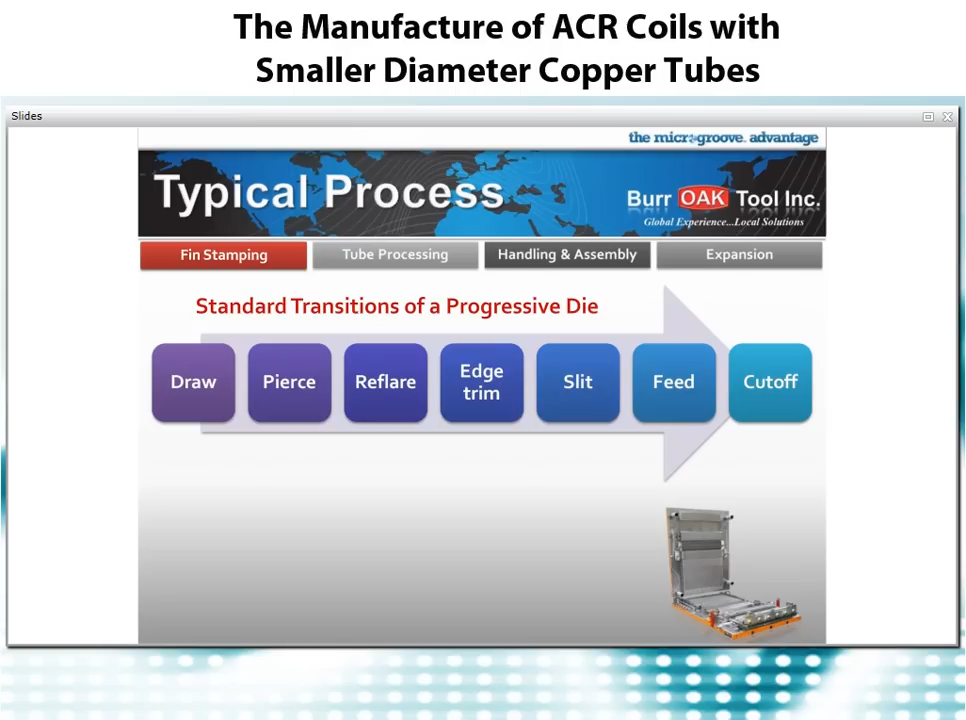 The Manufacture of ACR Coils with
Smaller Diameter Copper Tubes
Slides
the microgroove™ advantage
Typical Process
Burr OAK Tool Inc.
Global Experience...Local Solutions
Fin Stamping
Tube Processing
Handling & Assembly
Expansion
Standard Transitions of a Progressive Die
Draw
Pierce
Reflare
Edge
trim
Slit
Feed
Cutoff